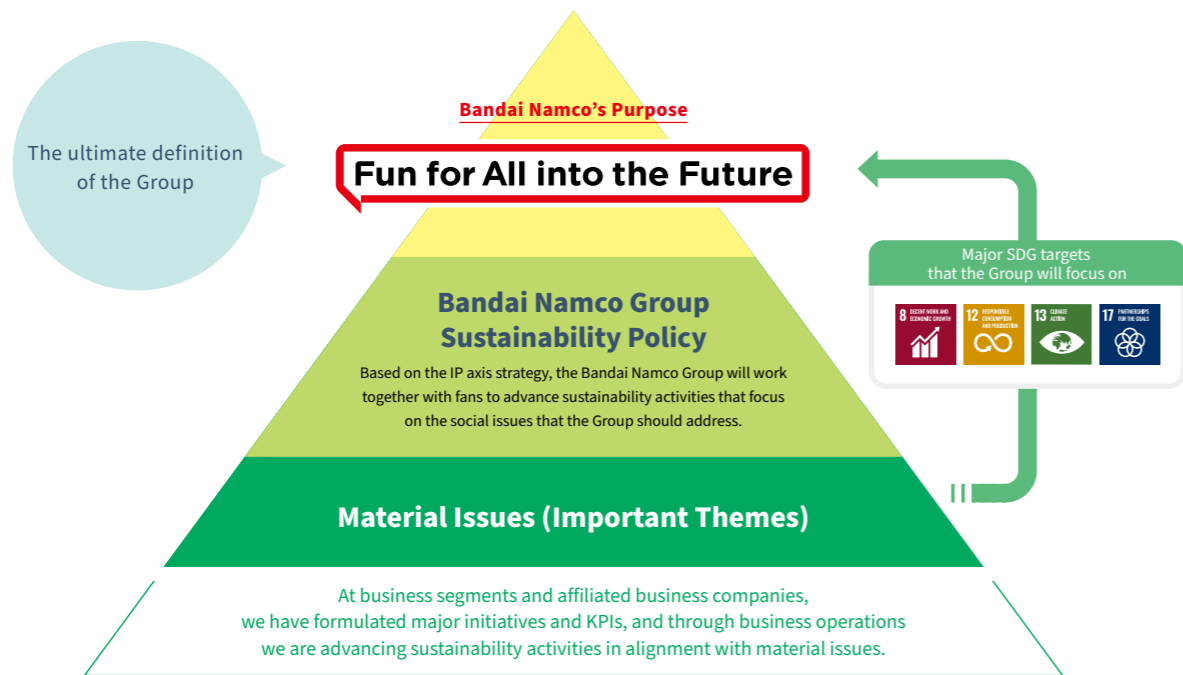 Bandai Namco's Purpose
The ultimate definition
of the Group
Fun for All into the Future
Major SDG targets
that the Group will focus on
8 DECENT WORK AND
ECONOMIC GROWTH
12 RESPONSIBLE
CONSUMPTION
AND PRODUCTION
13 CLIMATE
ACTION
17 PARTNERSHIPS
FOR THE GOALS
Bandai Namco Group
Sustainability Policy
Based on the IP axis strategy, the Bandai Namco Group will work
together with fans to advance sustainability activities that focus
on the social issues that the Group should address.
Material Issues (Important Themes)
At business segments and affiliated business companies,
we have formulated major initiatives and KPIs, and through business operations
we are advancing sustainability activities in alignment with material issues.